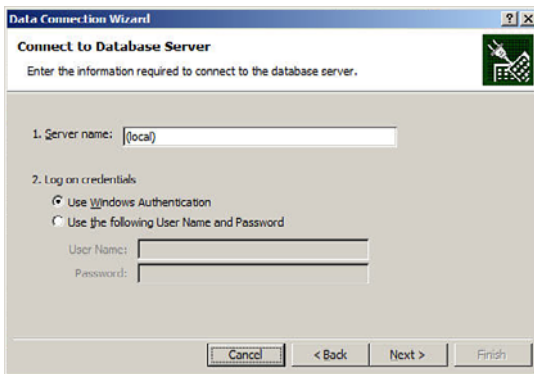 Data Connection Wizard
Connect to Database Server
Enter the information required to connect to the database server.
1. Server name: (local)
2. Log on credentials
Use Windows Authentication
Use the following User Name and Password
User Name:
Password:
Cancel < Back Next > Finish